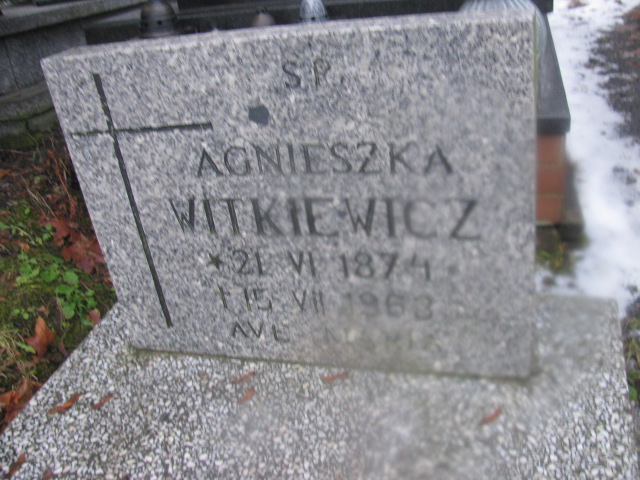 Ś.P.
AGNIESZKA
WITKIEWICZ
* 21 VI 1874
† 15 VII 1963
AVE